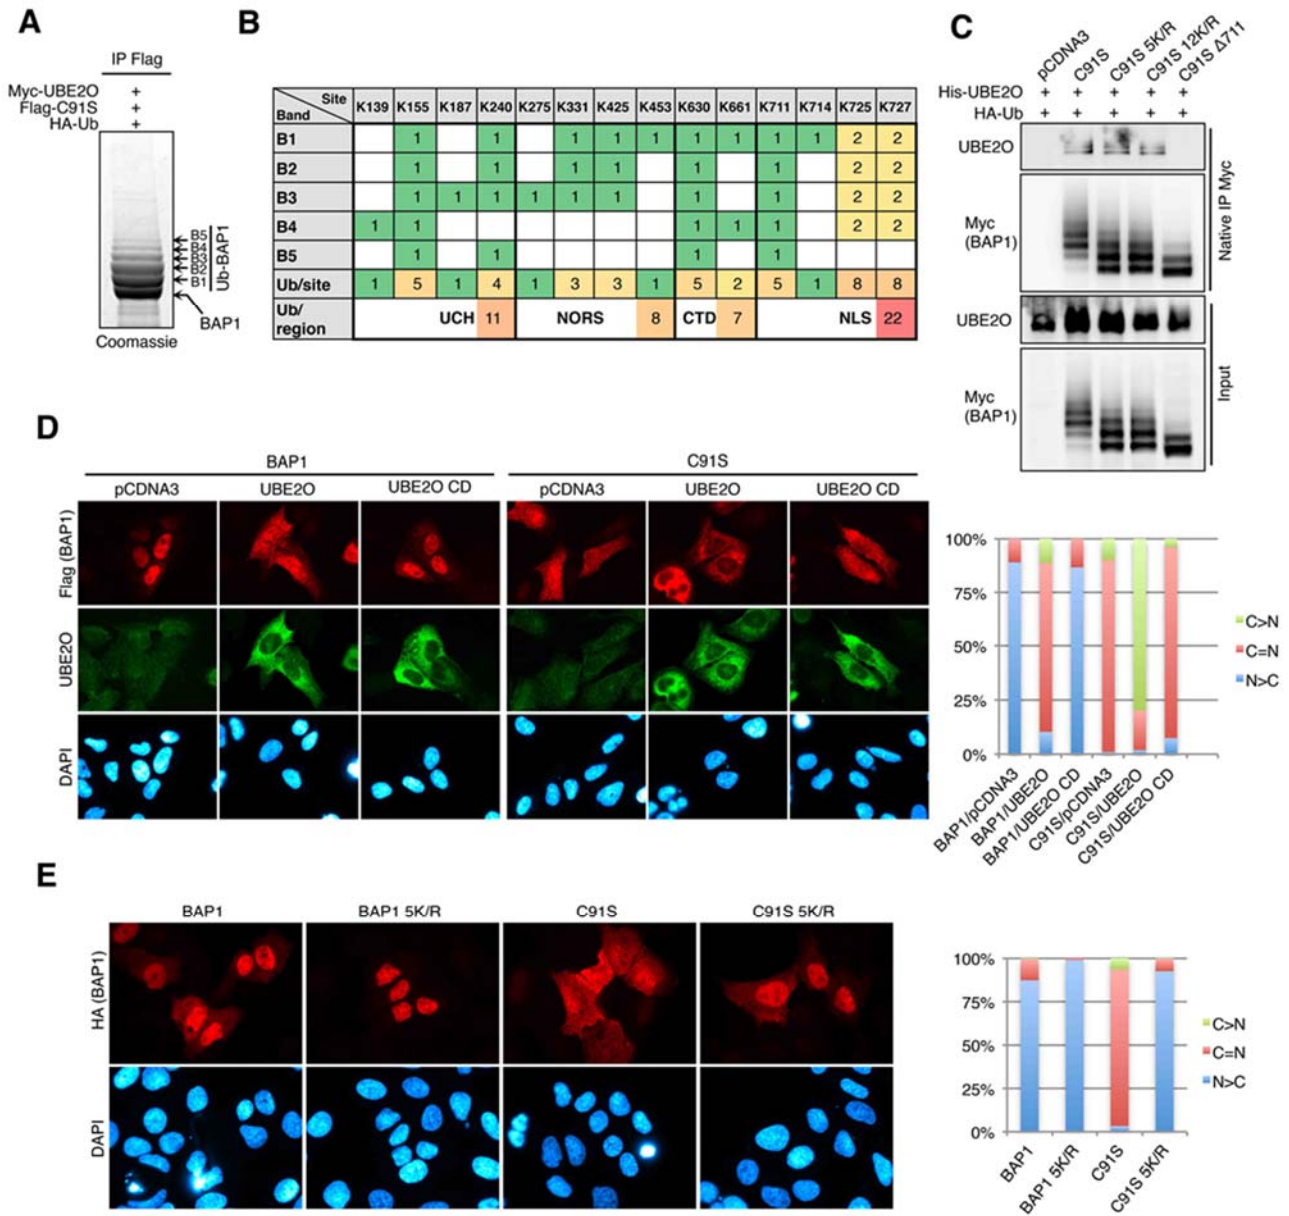 A
IP Flag
Myc-UBE2O +
Flag-C91S +
HA-Ub +
B5
B4
B3
B2
B1
Ub-BAP1
BAP1
Coomassie
B
Site Band K139 K155 K187 K240 K275 K331 K425 K453 K630 K661 K711 K714 K725 K727
B1 1 1 1 1 1 1 1 1 1 2 2
B2 1 1 1 1 1 1 2 2
B3 1 1 1 1 1 1 1 1 2 2
B4 1 1 1 1 1 2 2
B5 1 1 1 1
Ub/site 1 5 1 4 1 3 3 1 5 2 5 1 8 8
Ub/region UCH 11 NORS 8 CTD 7 NLS 22
C
pCDNA3
C91S
C91S 5K/R
C91S 12K/R
C91S Δ711
His-UBE2O + + + + +
HA-Ub + + + + +
UBE2O
Myc (BAP1)
Native IP Myc
UBE2O
Myc (BAP1)
Input
D
BAP1
C91S
pCDNA3 UBE2O UBE2O CD pCDNA3 UBE2O UBE2O CD
Flag (BAP1)
UBE2O
DAPI
100%
75%
50%
25%
0%
C>N
C=N
N>C
BAP1/pCDNA3
BAP1/UBE2O
BAP1/UBE2O CD
C91S/pCDNA3
C91S/UBE2O
C91S/UBE2O CD
E
BAP1 BAP1 5K/R C91S C91S 5K/R
HA (BAP1)
DAPI
100%
75%
50%
25%
0%
C>N
C=N
N>C
BAP1
BAP1 5K/R
C91S
C91S 5K/R